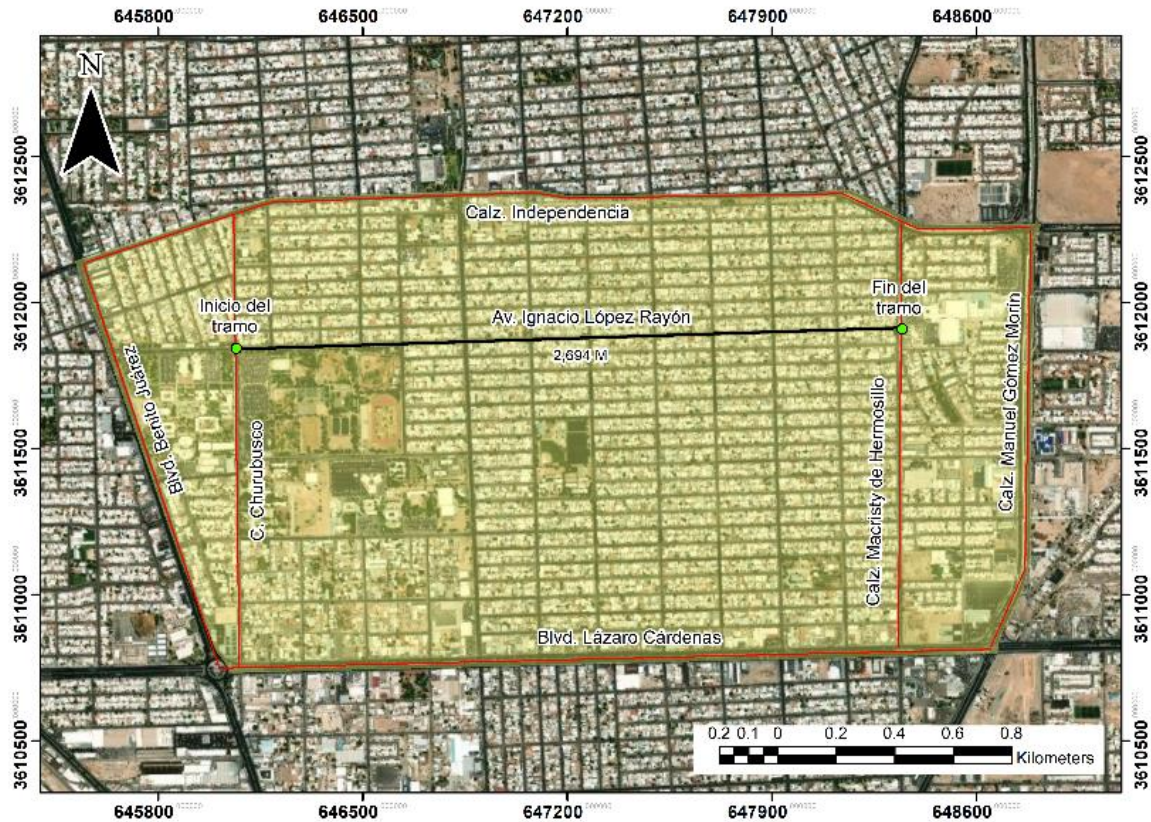 645800 646500 647200 647900 648600
N
3612500 3612500
Calz. Independencia
3612000 3612000
Inicio del
tramo
Av. Ignacio López Rayón
Fin del
tramo
2,694 M
Blvd. Benito Juárez
C. Churubusco
Calz. Macristy de Hermosillo
Calz. Manuel Gómez Morín
3611500 3611500
3611000 3611000
Blvd. Lázaro Cárdenas
3610500 3610500
0.2 0.1 0 0.2 0.4 0.6 0.8
Kilometers
645800 646500 647200 647900 648600